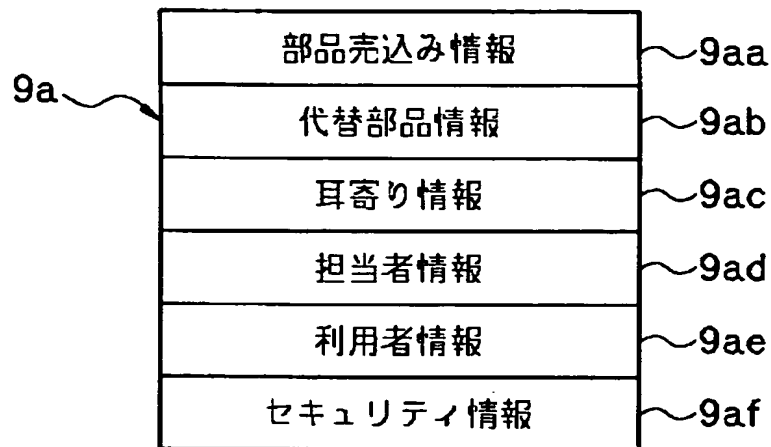 部品売込み情報 9aa
9a
代替部品情報 9ab
耳寄り情報 9ac
担当者情報 9ad
利用者情報 9ae
セキュリティ情報 9af